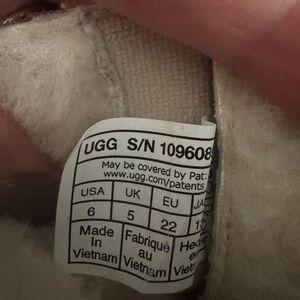 UGG S/N 109608
May be covered by Pat:
www.ugg.com/patents
USA UK EU
6 5 22
Made Fabriqué
In au
Vietnam Vietnam